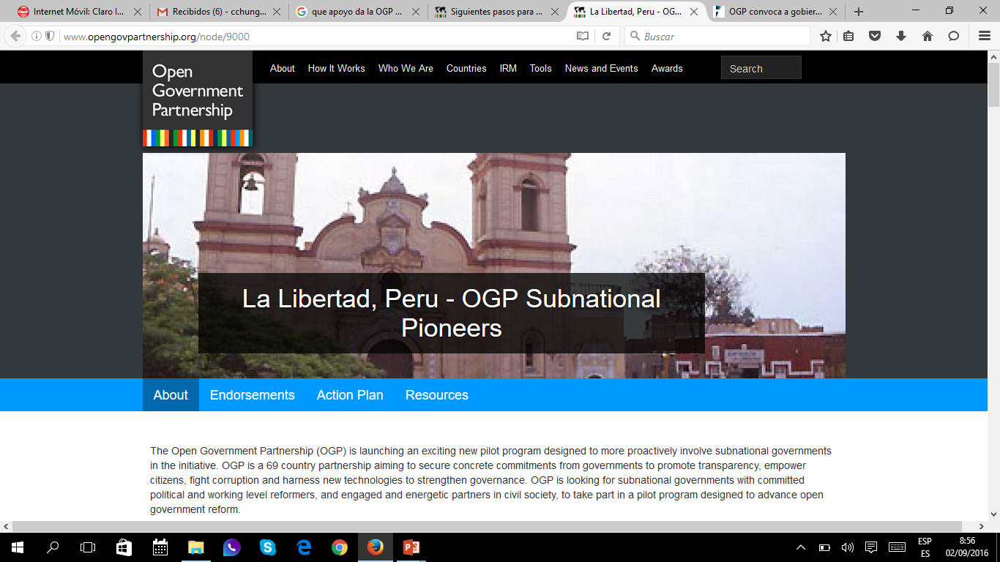 Internet Móvil: Claro I...
Recibidos (6) - cchung...
que apoyo da la OGP ...
Siguientes pasos para ...
La Libertad, Peru - OG...
OGP convoca a gobier...
www.opengovpartnership.org/node/9000
Buscar
Open
Government
Partnership
About How It Works Who We Are Countries IRM Tools News and Events Awards
Search
La Libertad, Peru - OGP Subnational
Pioneers
About Endorsements Action Plan Resources
The Open Government Partnership (OGP) is launching an exciting new pilot program designed to more proactively involve subnational governments
in the initiative. OGP is a 69 country partnership aiming to secure concrete commitments from governments to promote transparency, empower
citizens, fight corruption and harness new technologies to strengthen governance. OGP is looking for subnational governments with committed
political and working level reformers, and engaged and energetic partners in civil society, to take part in a pilot program designed to advance open
government reform.
ESP
ES
8:56
02/09/2016